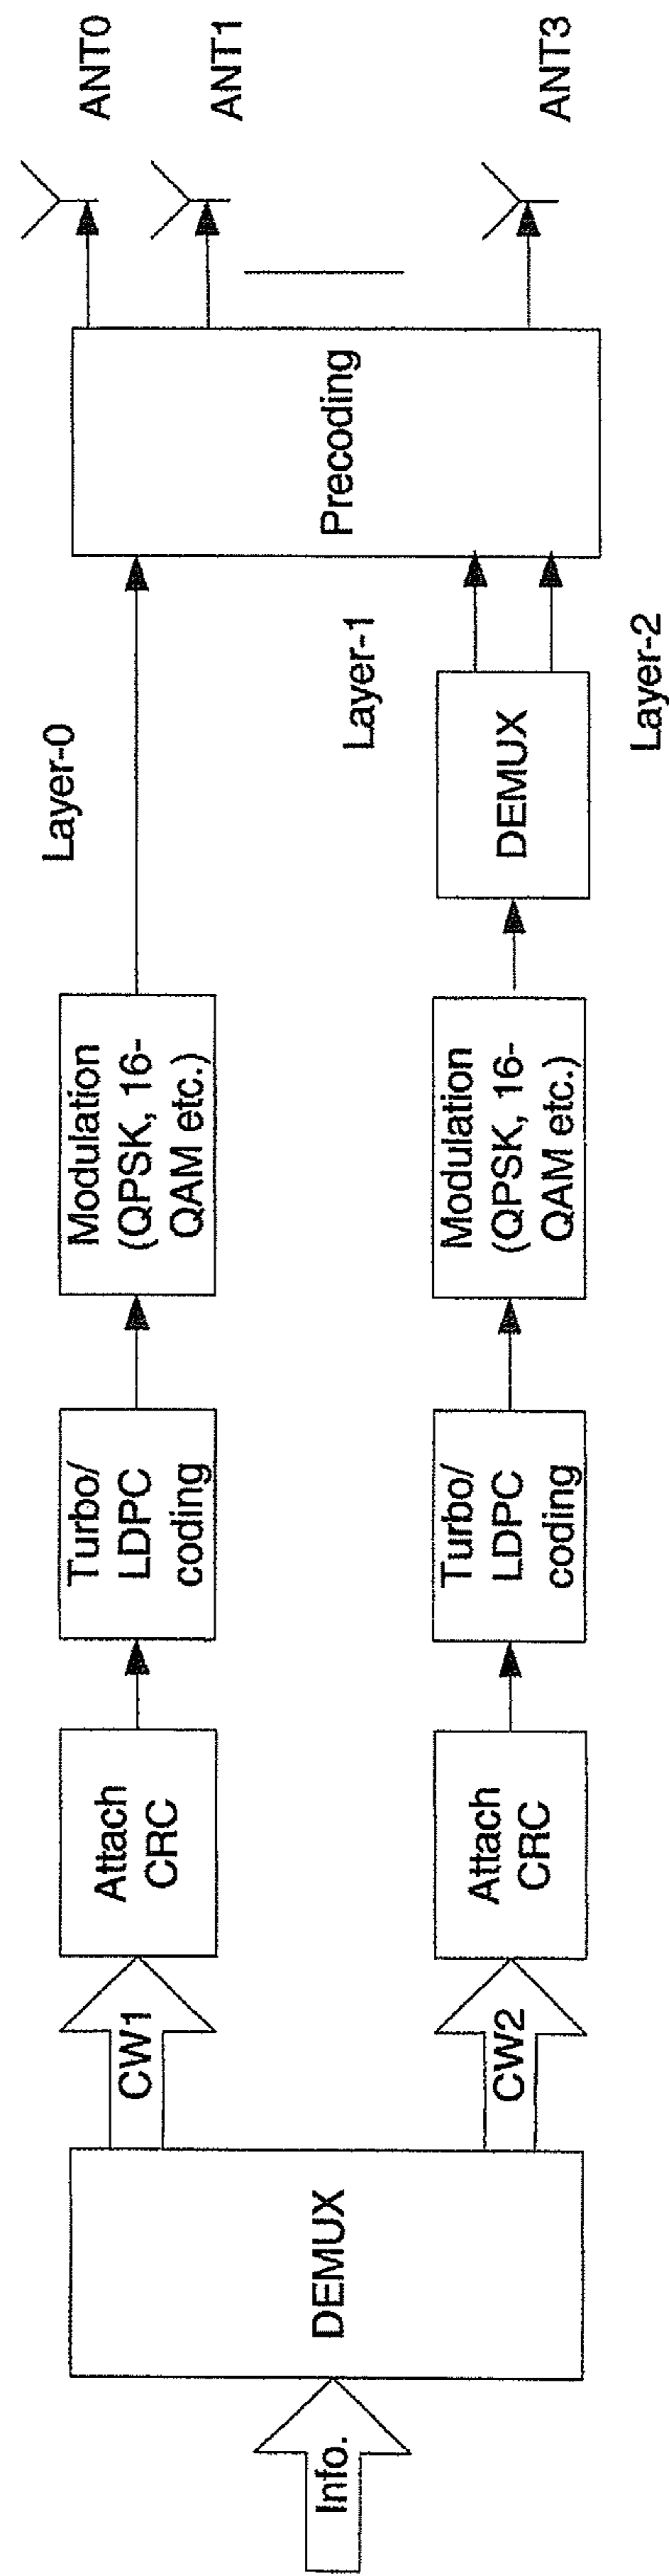 Info.
DEMUX
CW1
Attach
CRC
Turbo/
LDPC
coding
Modulation
(QPSK, 16-
QAM etc.)
Layer-0
CW2
Attach
CRC
Turbo/
LDPC
coding
Modulation
(QPSK, 16-
QAM etc.)
DEMUX
Layer-1
Layer-2
Precoding
ANT0
ANT1
ANT3